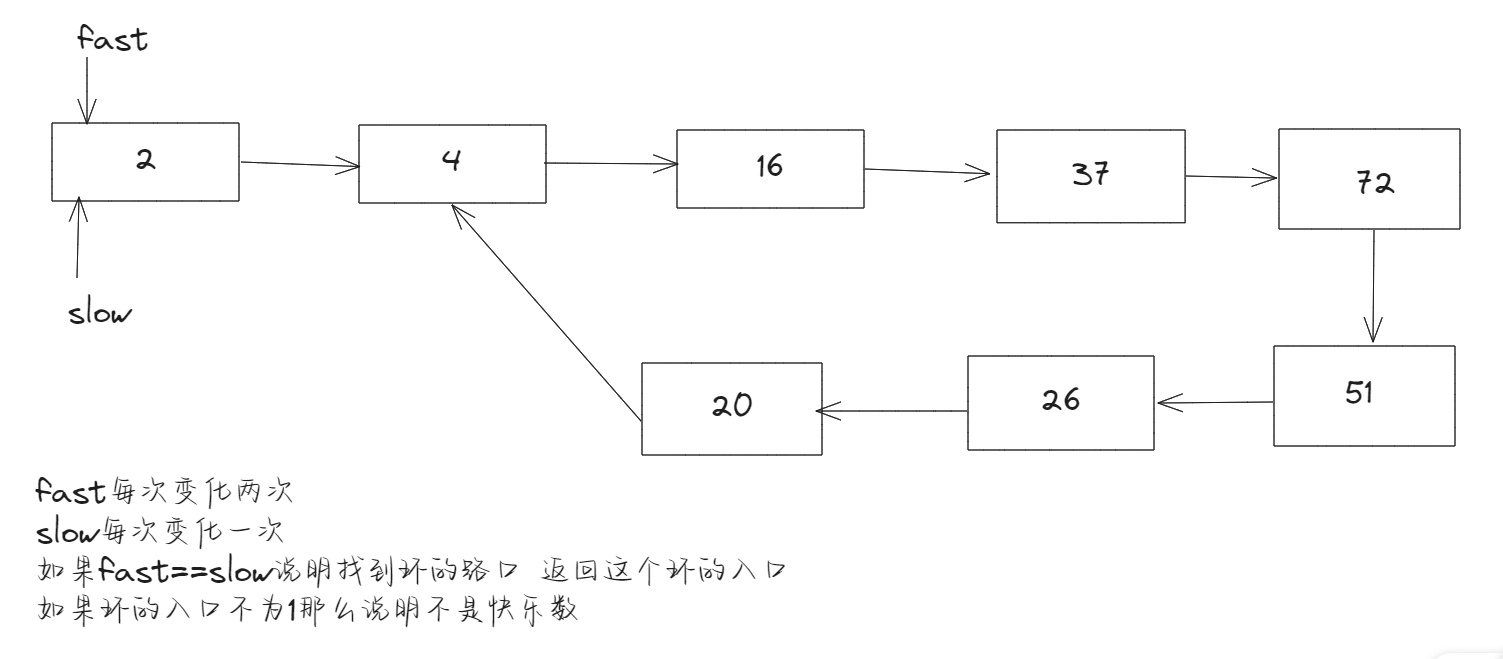 fast
2
4
16
37
72
slow
20
26
51
fast每次变化两次
slow每次变化一次
如果fast==slow说明找到环的路口 返回这个环的入口
如果环的入口不为1那么说明不是快乐数